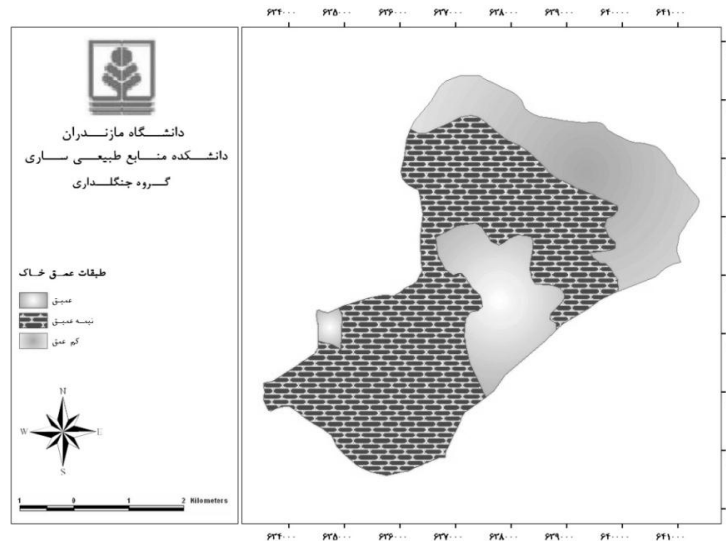 ۶۳۴۰۰۰ ۶۳۵۰۰۰ ۶۳۶۰۰۰ ۶۳۷۰۰۰ ۶۳۸۰۰۰ ۶۳۹۰۰۰ ۶۴۰۰۰۰ ۶۴۱۰۰۰
دانشگاه مازندران
دانشکده منابع طبیعی ساری
گروه جنگلداری
طبقات عمق خاک
عمیق
نیمه عمیق
کم عمق
N
W E
S
1 0 1 2 Kilometers
۶۳۴۰۰۰ ۶۳۵۰۰۰ ۶۳۶۰۰۰ ۶۳۷۰۰۰ ۶۳۸۰۰۰ ۶۳۹۰۰۰ ۶۴۰۰۰۰ ۶۴۱۰۰۰